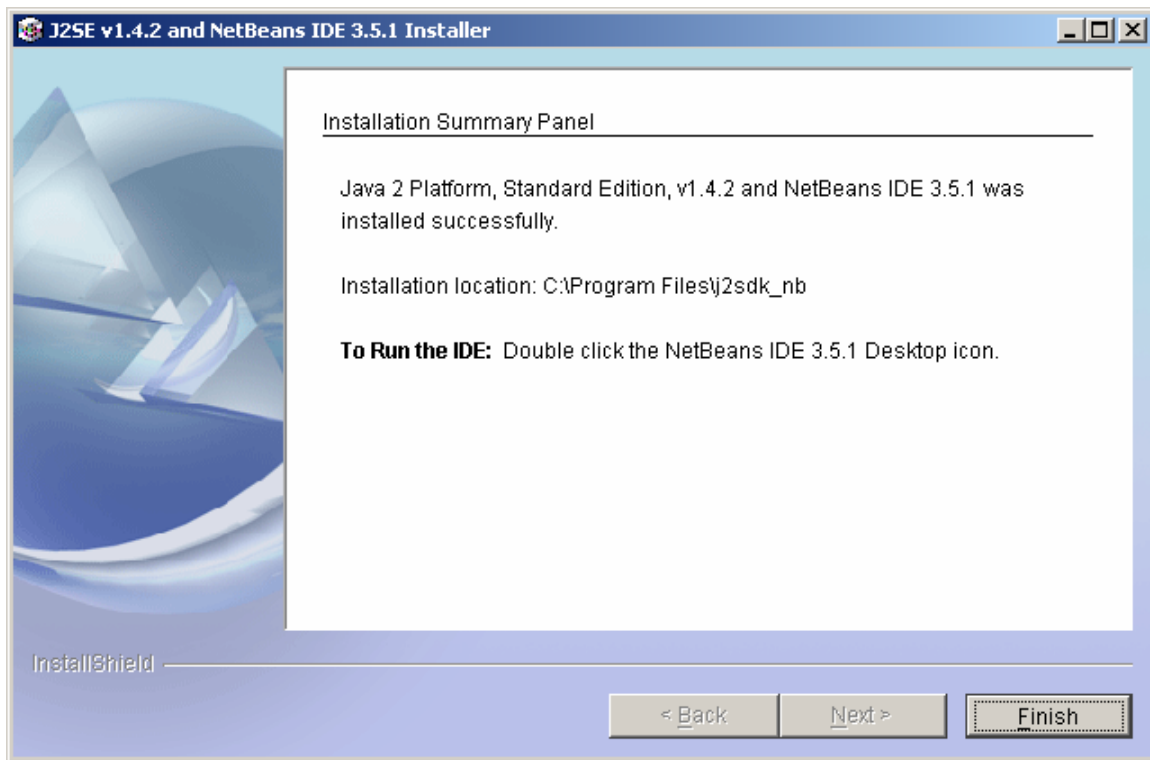 J2SE v1.4.2 and NetBeans IDE 3.5.1 Installer
Installation Summary Panel
Java 2 Platform, Standard Edition, v1.4.2 and NetBeans IDE 3.5.1 was
installed successfully.
Installation location: C:\Program Files\j2sdk_nb
To Run the IDE: Double click the NetBeans IDE 3.5.1 Desktop icon.
InstallShield
< Back Next > Finish